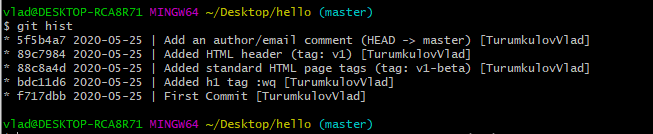 vlad@DESKTOP-RCA8R71 MINGW64 ~/Desktop/hello (master)
$ git hist
* 5f5b4a7 2020-05-25 | Add an author/email comment (HEAD -> master) [TurumkulovVlad]
* 89c7984 2020-05-25 | Added HTML header (tag: v1) [TurumkulovVlad]
* 88c8a4d 2020-05-25 | Added standard HTML page tags (tag: v1-beta) [TurumkulovVlad]
* bdc11d6 2020-05-25 | Added h1 tag :wq [TurumkulovVlad]
* f717dbb 2020-05-25 | First Commit [TurumkulovVlad]
vlad@DESKTOP-RCA8R71 MINGW64 ~/Desktop/hello (master)